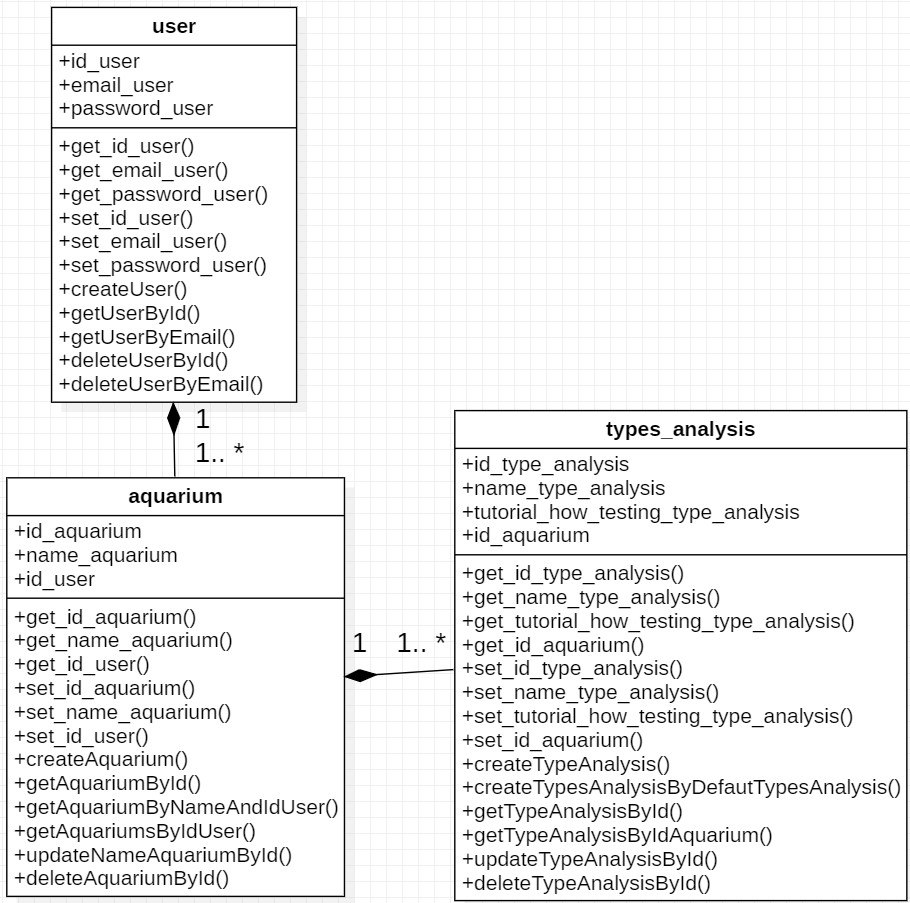 user
+id_user
+email_user
+password_user
+get_id_user()
+get_email_user()
+get_password_user()
+set_id_user()
+set_email_user()
+set_password_user()
+createUser()
+getUserById()
+getUserByEmail()
+deleteUserById()
+deleteUserByEmail()
1
1.. *
aquarium
+id_aquarium
+name_aquarium
+id_user
+get_id_aquarium()
+get_name_aquarium()
+get_id_user()
+set_id_aquarium()
+set_name_aquarium()
+set_id_user()
+createAquarium()
+getAquariumById()
+getAquariumByNameAndIdUser()
+getAquariumsByIdUser()
+updateNameAquariumById()
+deleteAquariumById()
1 1.. *
types_analysis
+id_type_analysis
+name_type_analysis
+tutorial_how_testing_type_analysis
+id_aquarium
+get_id_type_analysis()
+get_name_type_analysis()
+get_tutorial_how_testing_type_analysis()
+get_id_aquarium()
+set_id_type_analysis()
+set_name_type_analysis()
+set_tutorial_how_testing_type_analysis()
+set_id_aquarium()
+createTypeAnalysis()
+createTypesAnalysisByDefautTypesAnalysis()
+getTypeAnalysisById()
+getTypeAnalysisByIdAquarium()
+updateTypeAnalysisById()
+deleteTypeAnalysisById()